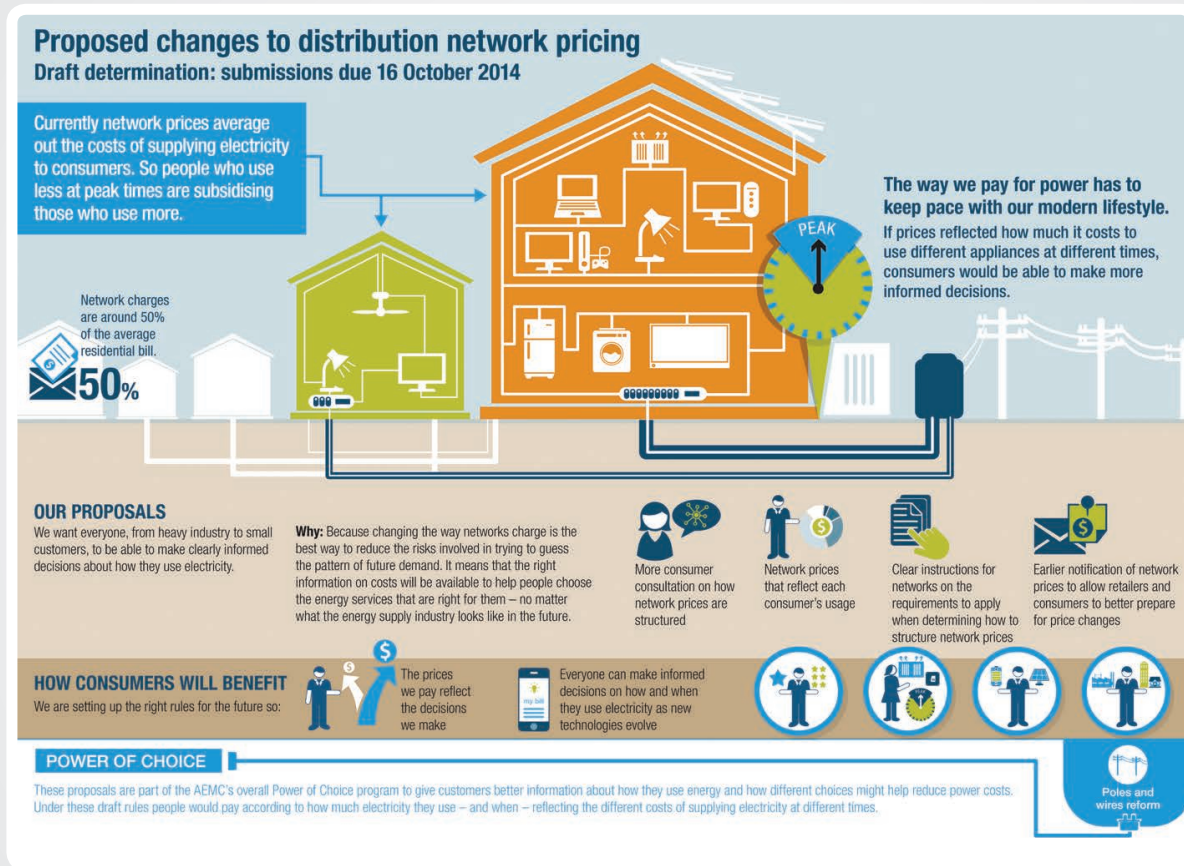 Proposed changes to distribution network pricing
Draft determination: submissions due 16 October 2014
Currently network prices average
out the costs of supplying electricity
to consumers. So people who use
less at peak times are subsidising
those who use more.
PEAK
The way we pay for power has to
keep pace with our modern lifestyle.
If prices reflected how much it costs to
use different appliances at different times,
consumers would be able to make more
informed decisions.
Network charges
are around 50%
of the average
residential bill.
50%
OUR PROPOSALS
We want everyone, from heavy industry to small
customers, to be able to make clearly informed
decisions about how they use electricity.
Why: Because changing the way networks charge is the
best way to reduce the risks involved in trying to guess
the pattern of future demand. It means that the right
information on costs will be available to help people choose
the energy services that are right for them – no matter
what the energy supply industry looks like in the future.
More consumer
consultation on how
network prices are
structured
Network prices
that reflect each
consumer's usage
Clear instructions for
networks on the
requirements to apply
when determining how to
structure network prices
Earlier notification of network
prices to allow retailers and
consumers to better prepare
for price changes
HOW CONSUMERS WILL BENEFIT
We are setting up the right rules for the future so:
The prices
we pay reflect
the decisions
we make
my bill
Everyone can make informed
decisions on how and when
they use electricity as new
technologies evolve
POWER OF CHOICE
These proposals are part of the AEMC's overall Power of Choice program to give customers better information about how they use energy and how different choices might help reduce power costs.
Under these draft rules people would pay according to how much electricity they use – and when – reflecting the different costs of supplying electricity at different times.
Poles and
wires reform